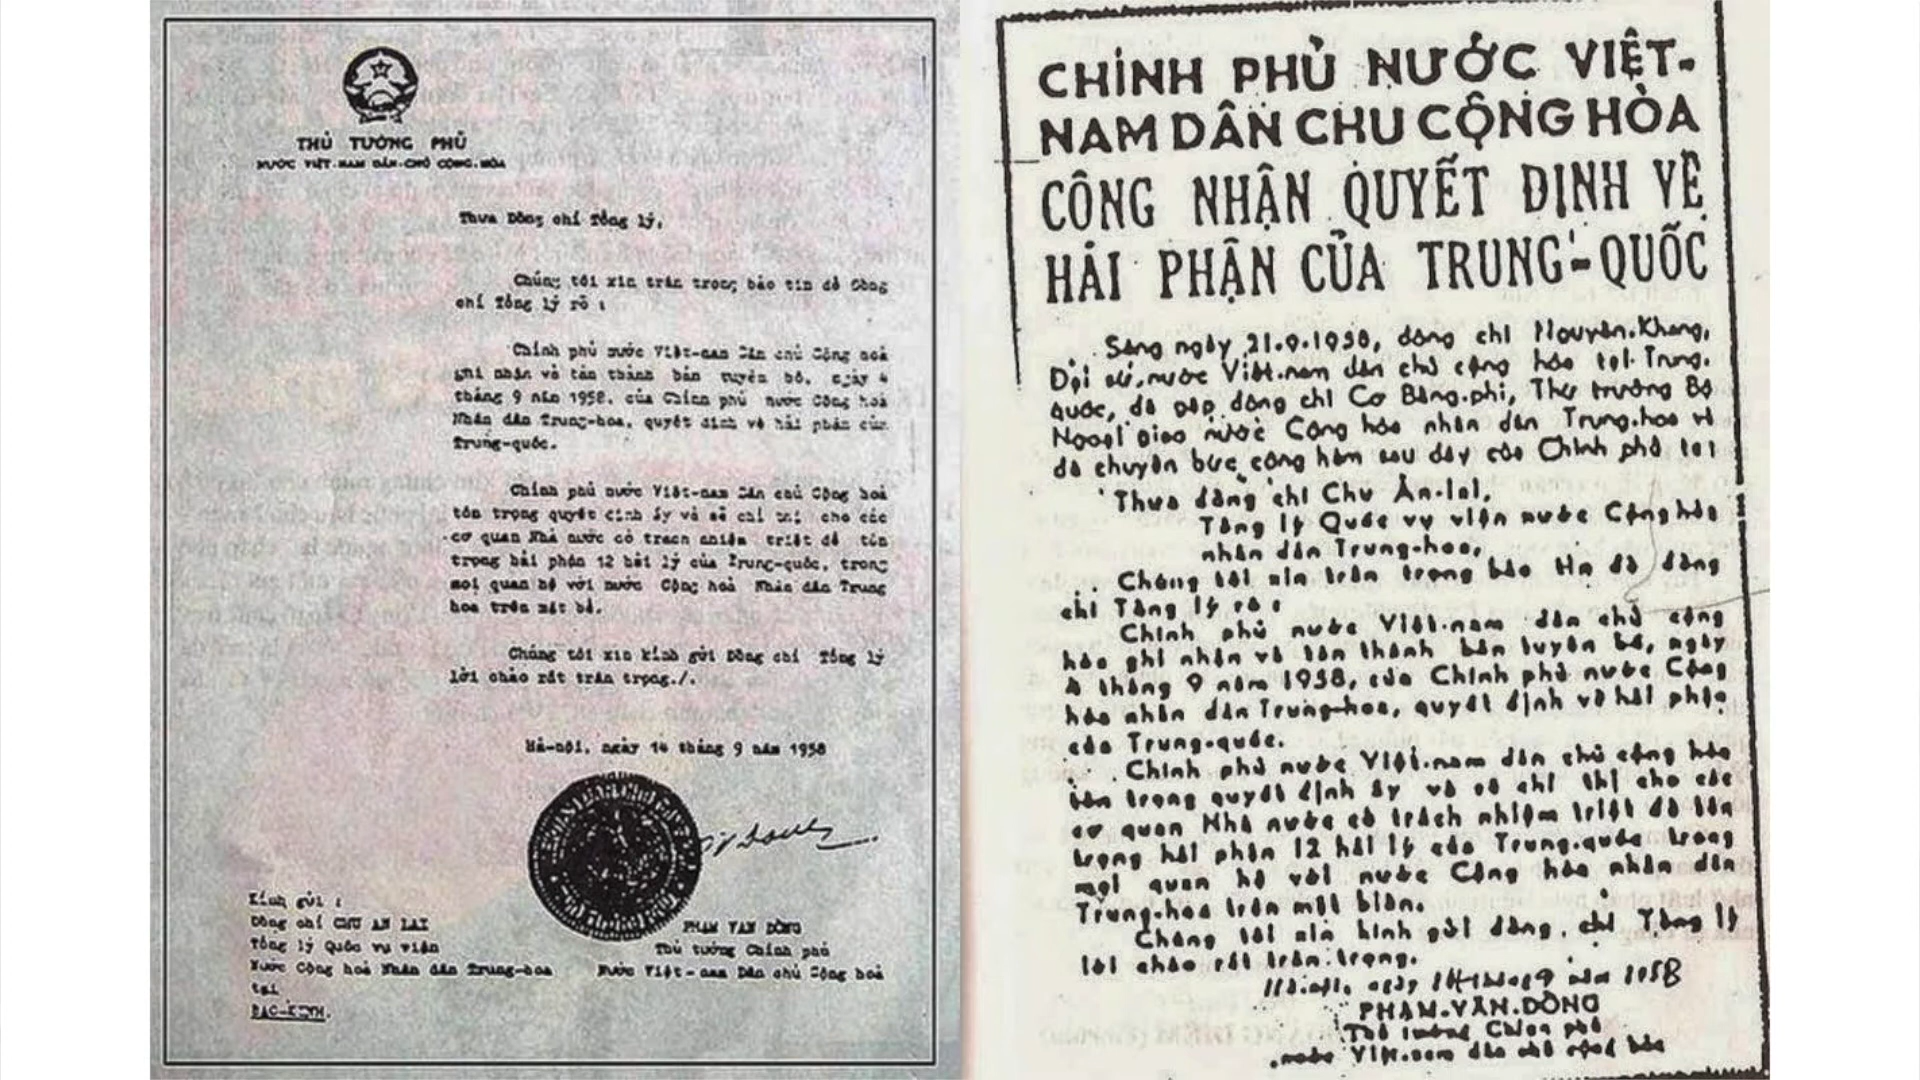 THỦ TƯỚNG PHỦ
NƯỚC VIỆT-NAM DÂN-CHỦ CỘNG-HÒA
Thưa Đồng chí Tổng lý,
Chúng tôi xin trân trọng báo tin để Đồng
chí Tổng lý rõ :
Chính phủ nước Việt-nam Dân chủ Cộng hoà
ghi nhận và tán thành bản tuyên bố, ngày 4
tháng 9 năm 1958, của Chính phủ nước Cộng hoà
Nhân dân Trung-hoa, quyết định về hải phận của
Trung-quốc.
Chính phủ nước Việt-nam Dân chủ Cộng hoà
tôn trọng quyết định ấy và sẽ chỉ thị cho các
cơ quan Nhà nước có trách nhiệm triệt để tôn
trọng hải phận 12 hải lý của Trung-quốc, trong
mọi quan hệ với nước Cộng hoà Nhân dân Trung
hoa trên mặt bể.
Chúng tôi xin kính gửi Đồng chí Tổng lý
lời chào rất trân trọng./.
Hà-nội, ngày 14 tháng 9 năm 1958
Kính gửi :
Đồng chí CHU AN LAI
Tổng lý Quốc vụ viện
Nước Cộng hoà Nhân dân Trung-hoa
tại
BẮC-KINH.
PHẠM VĂN ĐỒNG
Thủ tướng Chính phủ
Nước Việt-nam Dân chủ Cộng hoà
CHÍNH PHỦ NƯỚC VIỆT-
NAM DÂN CHU CỘNG HÒA
CÔNG NHẬN QUYẾT ĐỊNH VỀ
HẢI PHẬN CỦA TRUNG-QUỐC
Sáng ngày 21-9-1958, đồng chí Nguyễn-Khang,
Đại sứ nước Việt-nam dân chủ cộng hòa tại Trung-
quốc, đã gặp đồng chí Cơ Bằng-phi, Thứ trưởng Bộ
Ngoại giao nước Cộng hòa nhân dân Trung-hoa và
đã chuyển bức công hàm sau đây của Chính phủ ta:
Thưa đồng chí Chu Ân-lai,
Tổng lý Quốc vụ viện nước Cộng hòa
nhân dân Trung-hoa,
Chúng tôi xin trân trọng báo tin để đồng
chí Tổng lý rõ :
Chính phủ nước Việt-nam dân chủ cộng
hòa ghi nhận và tán thành bản tuyên bố, ngày
4 tháng 9 năm 1958, của Chính phủ nước Cộng
hòa nhân dân Trung-hoa, quyết định về hải phận
của Trung-quốc.
Chính phủ nước Việt-nam dân chủ cộng hòa
tôn trọng quyết định ấy và sẽ chỉ thị cho các
cơ quan Nhà nước có trách nhiệm triệt để tôn
trọng hải phận 12 hải lý của Trung-quốc trong
mọi quan hệ với nước Cộng hòa nhân dân
Trung-hoa trên mặt biển.
Chúng tôi xin kính gửi đồng chí Tổng lý
lời chào rất trân trọng.
Hà-nội, ngày 14 tháng 9 năm 1958
PHẠM-VĂN-ĐỒNG
Thủ tướng Chính phủ
nước Việt-nam dân chủ cộng hòa